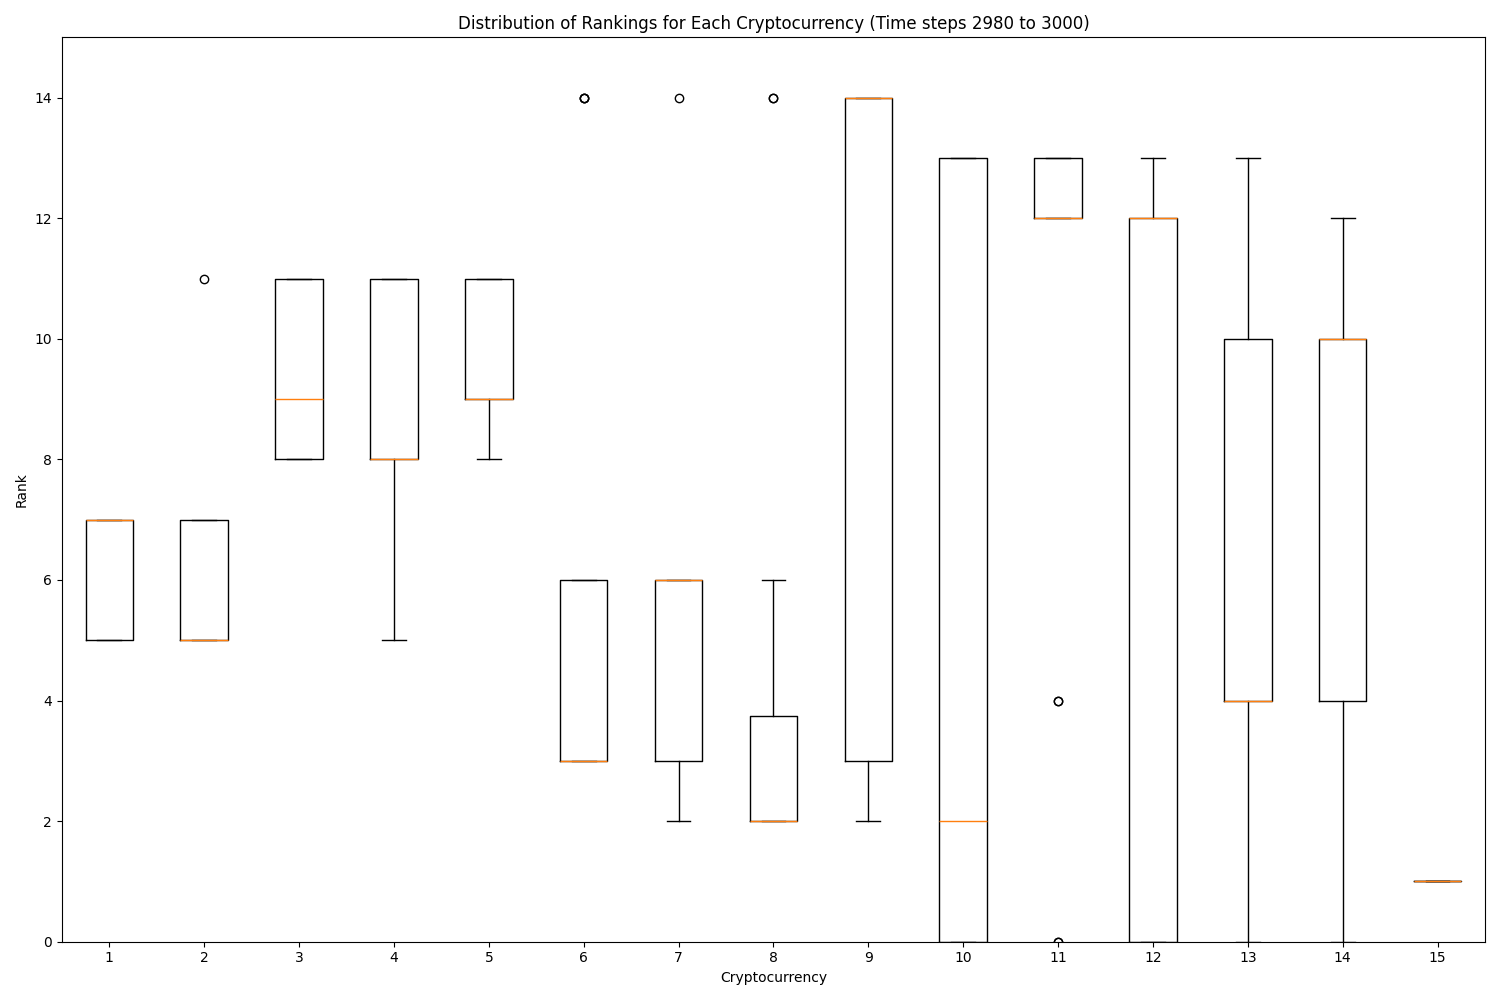 Distribution of Rankings for Each Cryptocurrency (Time steps 2980 to 3000)
Rank
14
12
10
8
6
4
2
0
1 2 3 4 5 6 7 8 9 10 11 12 13 14 15
Cryptocurrency